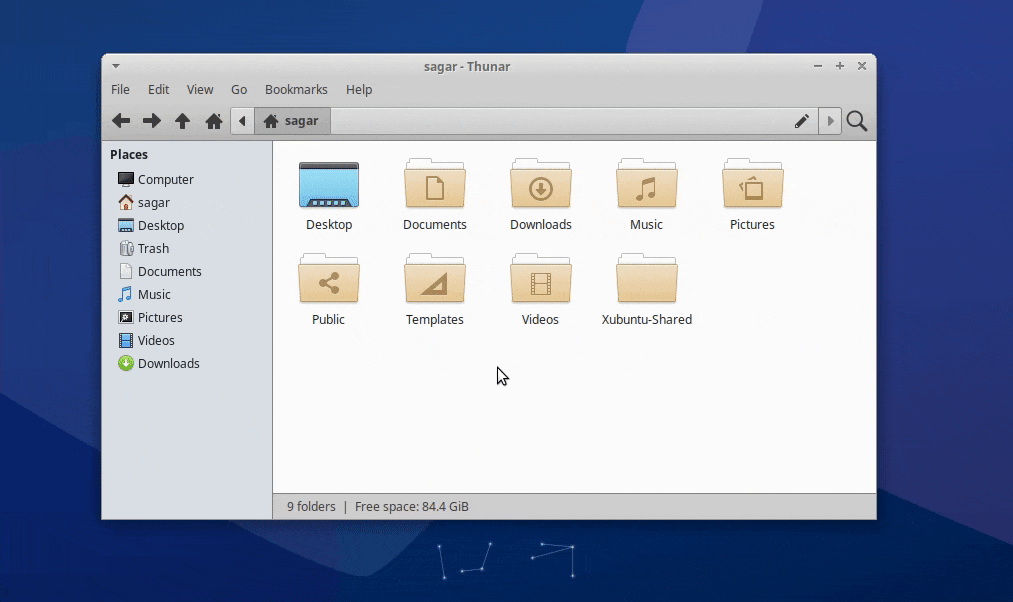 sagar - Thunar
File Edit View Go Bookmarks Help
sagar
Places
Computer
sagar
Desktop
Trash
Documents
Music
Pictures
Videos
Downloads
Desktop Documents Downloads Music Pictures
Public Templates Videos Xubuntu-Shared
9 folders | Free space: 84.4 GiB